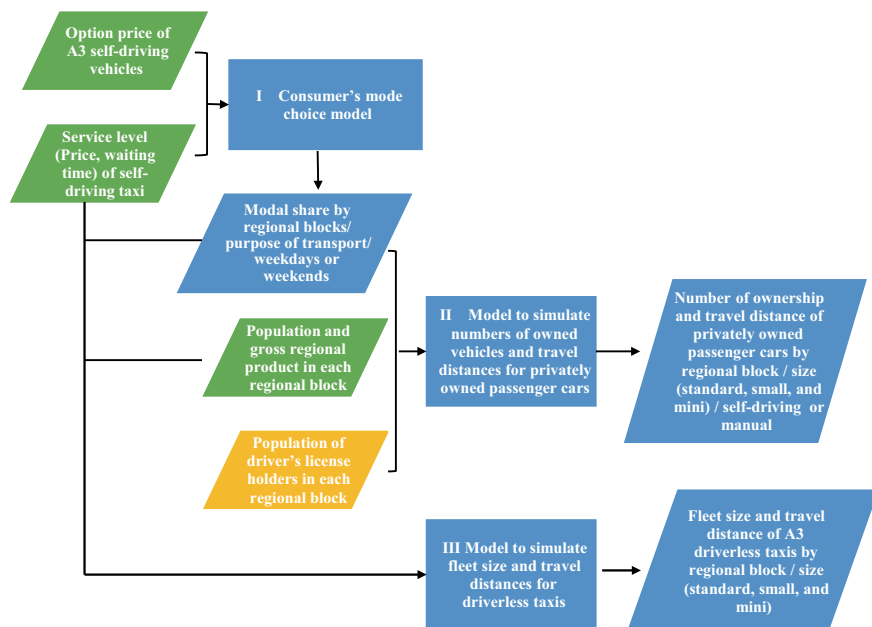 Option price of
A3 self-driving
vehicles
I Consumer's mode
choice model
Service level
(Price, waiting
time) of self-
driving taxi
Modal share by
regional blocks/
purpose of transport/
weekdays or
weekends
Population and
gross regional
product in each
regional block
II Model to simulate
numbers of owned
vehicles and travel
distances for privately
owned passenger cars
Number of ownership
and travel distance of
privately owned
passenger cars by
regional block / size
(standard, small, and
mini) / self-driving or
manual
Population of
driver's license
holders in each
regional block
III Model to simulate
fleet size and travel
distances for
driverless taxis
Fleet size and travel
distance of A3
driverless taxis by
regional block / size
(standard, small, and
mini)